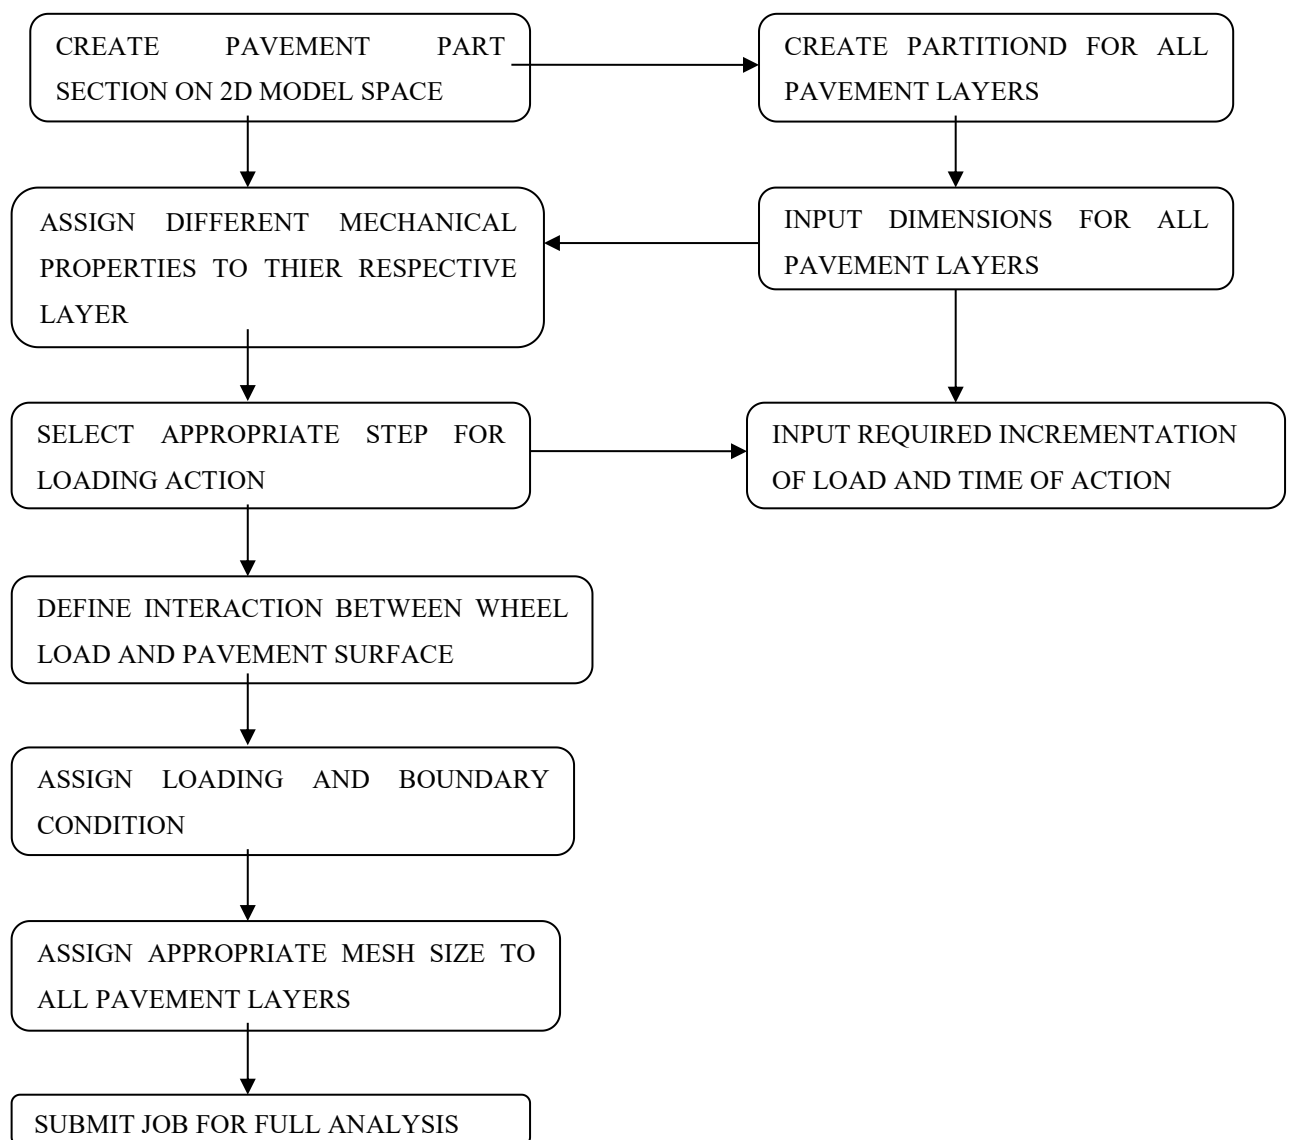 CREATE PAVEMENT PART
SECTION ON 2D MODEL SPACE
CREATE PARTITIOND FOR ALL
PAVEMENT LAYERS
ASSIGN DIFFERENT MECHANICAL
PROPERTIES TO THIER RESPECTIVE
LAYER
INPUT DIMENSIONS FOR ALL
PAVEMENT LAYERS
SELECT APPROPRIATE STEP FOR
LOADING ACTION
INPUT REQUIRED INCREMENTATION
OF LOAD AND TIME OF ACTION
DEFINE INTERACTION BETWEEN WHEEL
LOAD AND PAVEMENT SURFACE
ASSIGN LOADING AND BOUNDARY
CONDITION
ASSIGN APPROPRIATE MESH SIZE TO
ALL PAVEMENT LAYERS
SUBMIT JOB FOR FULL ANALYSIS